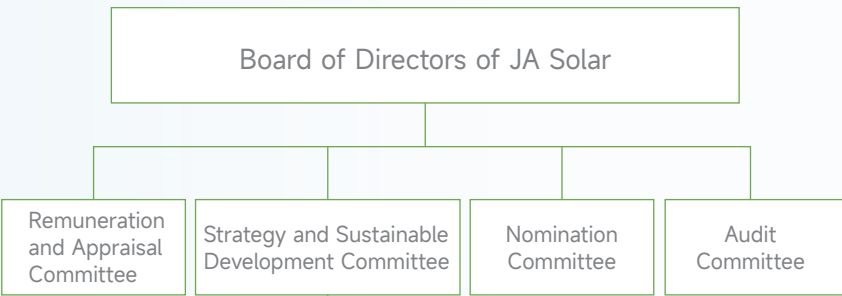 Board of Directors of JA Solar
Remuneration
and Appraisal
Committee
Strategy and Sustainable
Development Committee
Nomination
Committee
Audit
Committee